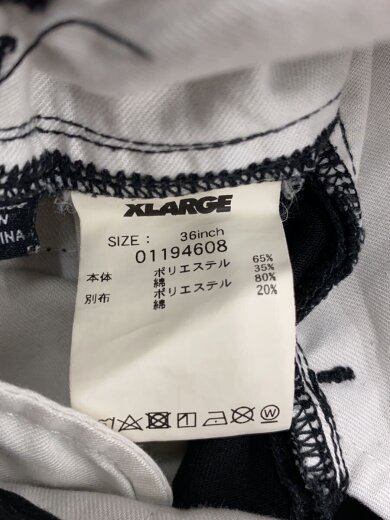 XLARGE
SIZE : 36inch
01194608
本体 ポリエステル 65%
綿 35%
別布 ポリエステル 80%
綿 20%
W
INA